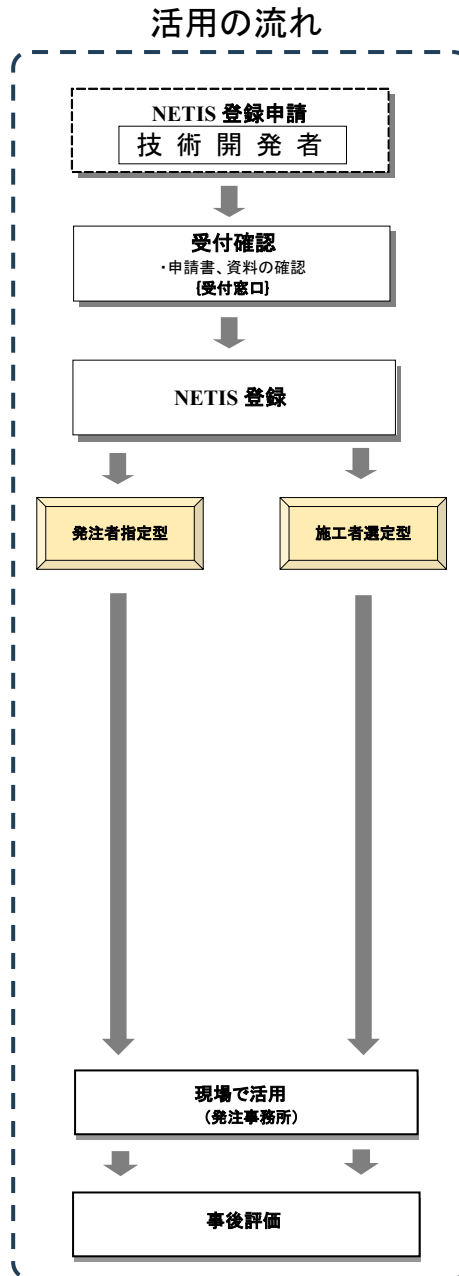 活用の流れ
NETIS 登録申請
技 術 開 発 者
受付確認
・申請書、資料の確認
{受付窓口}
NETIS 登録
発注者指定型
施工者選定型
現場で活用
（発注事務所）
事後評価